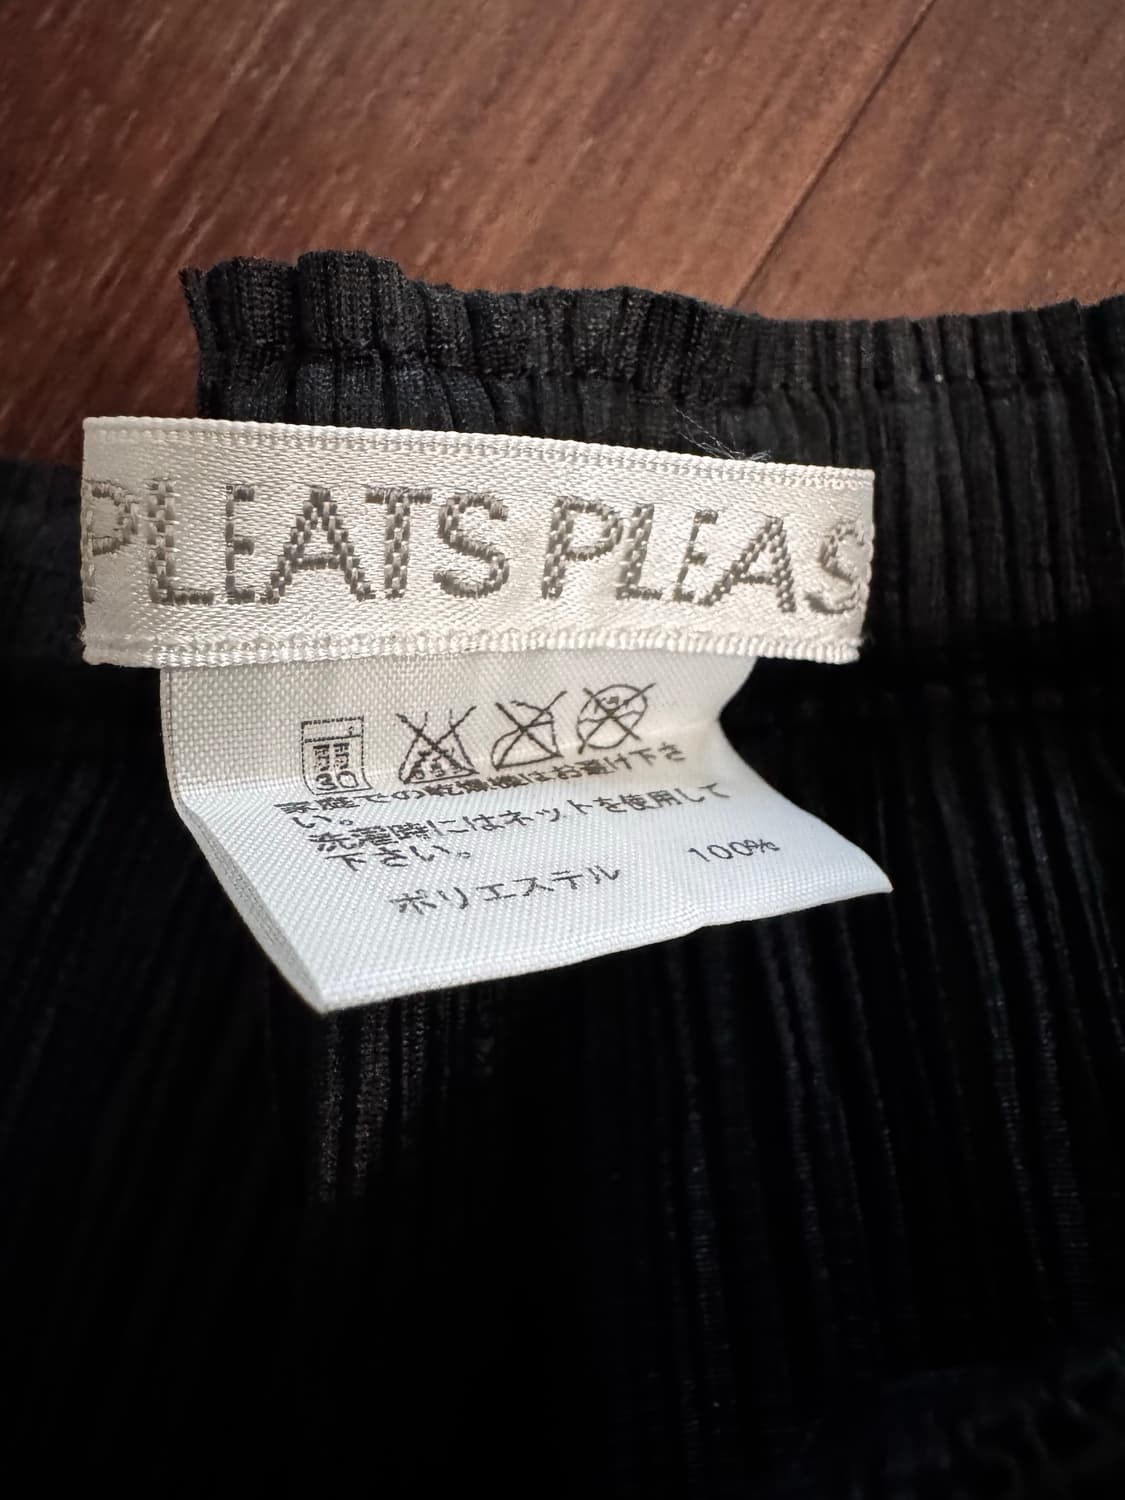 PLEATS PLEAS
30
家庭での乾燥機はお避け下さ
い。
洗濯時にはネットを使用して
下さい。
ポリエステル 100%